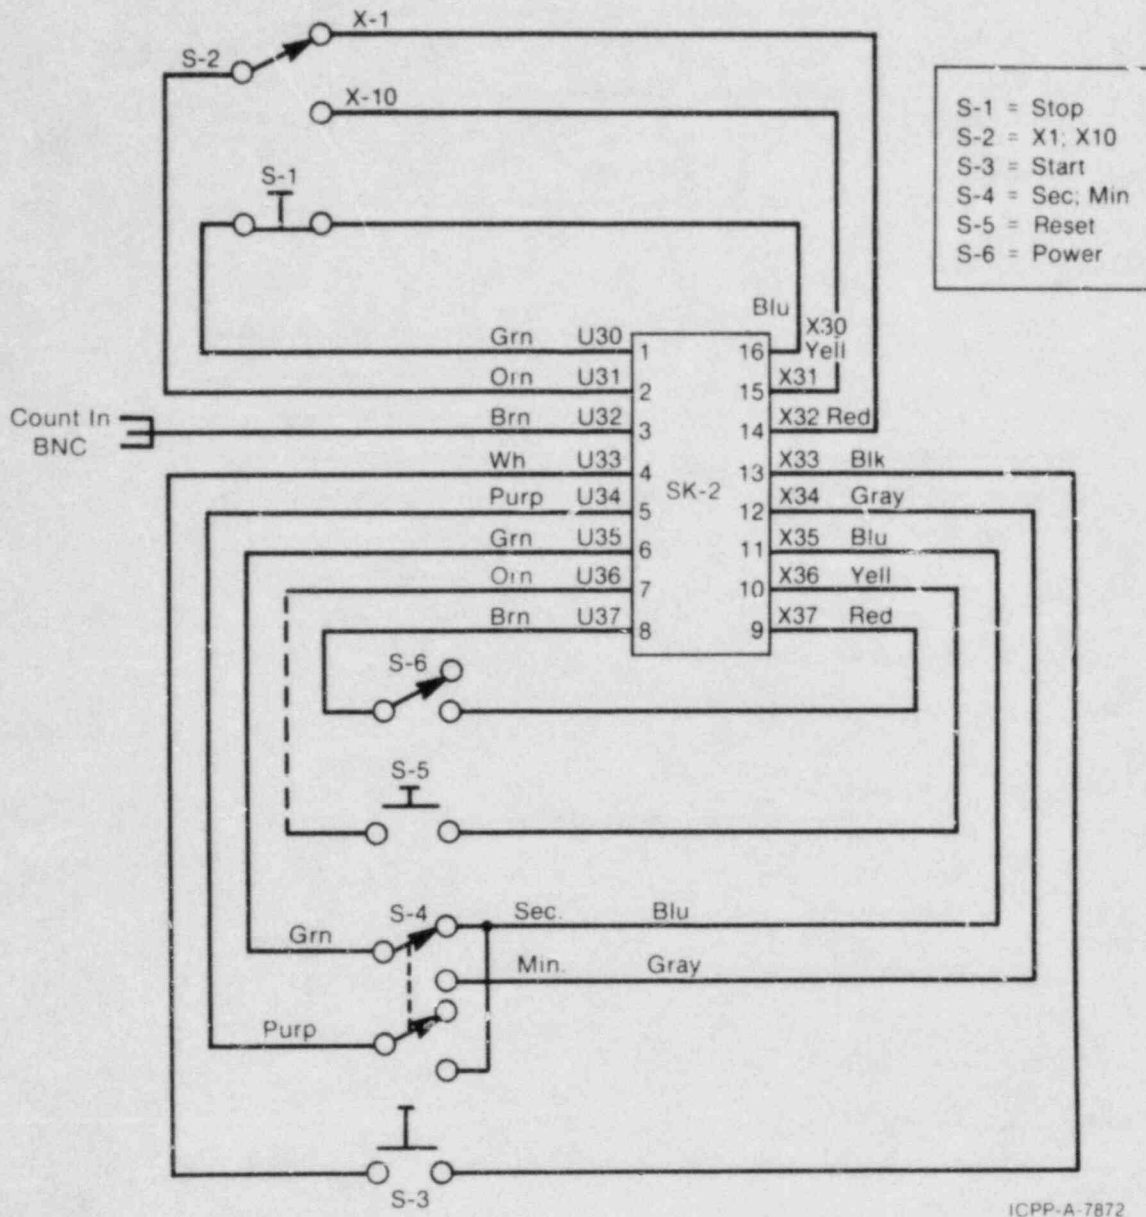 X-1
S-2
X-10
S-1
S-1 = Stop
S-2 = X1; X10
S-3 = Start
S-4 = Sec; Min
S-5 = Reset
S-6 = Power
Blu
Grn U30 1 16 X30 Yell
Orn U31 2 15 X31
Count In BNC
Brn U32 3 14 X32 Red
Wh U33 4 13 X33 Blk
SK-2
Purp U34 5 12 X34 Gray
Grn U35 6 11 X35 Blu
Orn U36 7 10 X36 Yell
Brn U37 8 9 X37 Red
S-6
S-5
S-4 Sec. Blu
Grn
Min. Gray
Purp
S-3
ICPP-A-7872